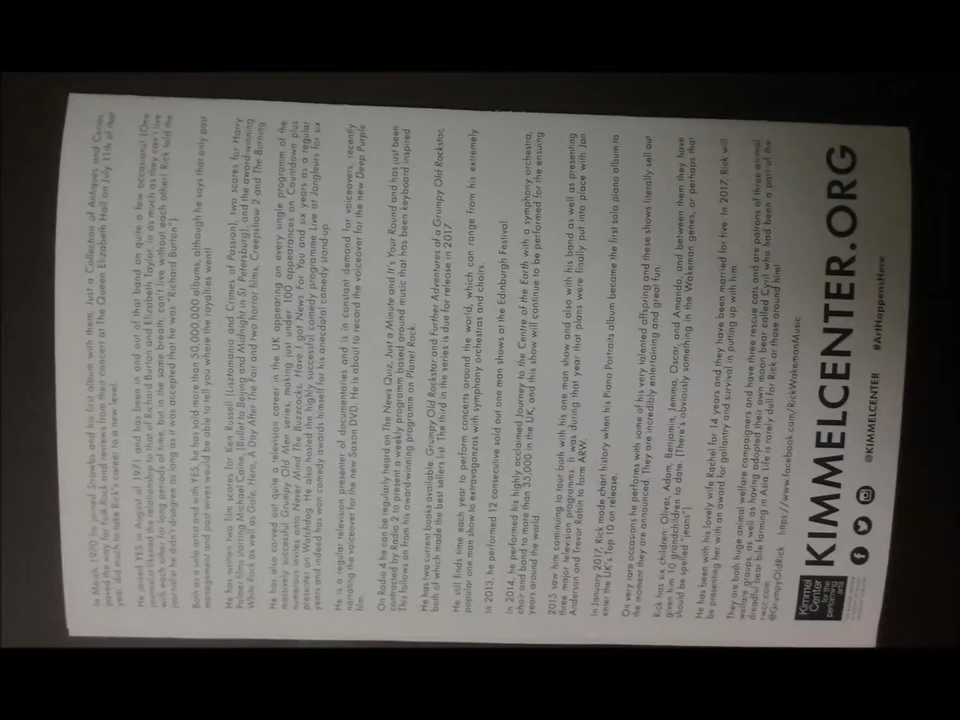 In March 1970 he joined Strawbs and his first album with them, Just a Collection of Antiques and Curios,
paved the way for Folk Rock and reviews from their concert at The Queen Elizabeth Hall on July 11th of that
year, did much to take Rick's career to a new level.
He joined YES in August of 1971 and has been in and out of that band on quite a few occasions! (One
journalist likened the relationship to that of Richard Burton and Elizabeth Taylor, in as much as they can't live
with each other for long periods of time, but in the same breath, can't live without each other! Rick told the
journalist he didn't disagree as long as it was accepted that he was "Richard Burton").
Both as a solo artist and with YES, he has sold more than 50,000,000 albums, although he says that only past
management and past wives would be able to tell you where the royalties went!
He has written two film scores for Ken Russell [Lisztomania and Crimes of Passion], two scores for Harry
Palmer films starring Michael Caine, [Bullet to Beijing and Midnight in St Petersburg], and the award-winning
White Rock as well as G'olé, Hero, A Day After The Fair and two horror films, Creepshow 2 and The Burning
He has also carved out quite a television career in the UK appearing on every single programme of the
massively successful Grumpy Old Men series, making just under 100 appearances on Countdown plus
numerous invites onto Never Mind The Buzzcocks, Have I got News For You and six years as a regular
presenter on Watchdog. He also hosted the highly successful comedy programme Live at Jongleurs for six
years and indeed has won comedy awards himself for his anecdotal comedy stand-up
He is a regular television presenter of documentaries and is in constant demand for voiceovers, recently
narrating the voiceover for the new Saxon DVD. He is about to record the voiceover for the new Deep Purple
film
On Radio 4 he can be regularly heard on The News Quiz, Just a Minute and It's Your Round and has just been
contracted by Radio 2 to present a weekly programm based around music that has been keyboard inspired
This follows on from his award-winning programm on Planet Rock.
He has two current books available. Grumpy Old Rockstar and Further Adventures of a Grumpy Old Rockstar,
both of which made the best sellers list. The third in the series is due for release in 2017.
He still finds time each year to perform concerts around the world, which can range from his extremely
popular one man show to extravaganzas with symphony orchestras and choirs.
In 2013, he performed 12 consecutive sold out one man shows at the Edinburgh Festival.
In 2014, he performed his highly acclaimed Journey to the Centre of the Earth with a symphony orchestra,
choir and band to more than 35,000 in the UK, and this show will continue to be performed for the ensuing
years around the world.
2015 saw him continuing to tour both with his one man show and also with his band as well as presenting
three major television programms. It was during that year that plans were finally put into place with Jon
Anderson and Trevor Rabin to form ARW.
In January 2017, Rick made chart history when his Piano Portraits album became the first solo piano album to
enter the UK's Top 10 on release.
On very rare occasions he performs with some of his very talented offspring and these shows literally sell out
the moment they are announced. They are incredibly entertaining and great fun.
Rick has six children Oliver, Adam, Benjamin, Jemma, Oscar, and Amanda, and between them they have
given him 10 grandchildren to date. [There's obviously something in the Wakeman genes, or perhaps that
should be spelled "jeans"]
He has been with his lovely wife Rachel for 14 years and they have been married for five. In 2017, Rick will
be presenting her with an award for gallantry and survival in putting up with him.
They are both huge animal welfare campaigners and have three rescue cats and are patrons of three animal
welfare groups, as well as having adopted their own moon bear called Cyril who had been a part of the
dreadful bear bile farming in Asia. Life is rarely dull for Rick or those around him!
rwcc.com
@GrumpyOldRick https://www.facebook.com/RickWakemanMusic
Kimmel
Center
for the
performing
arts
KIMMELCENTER.ORG
@KIMMELCENTER #ArtHappensHere